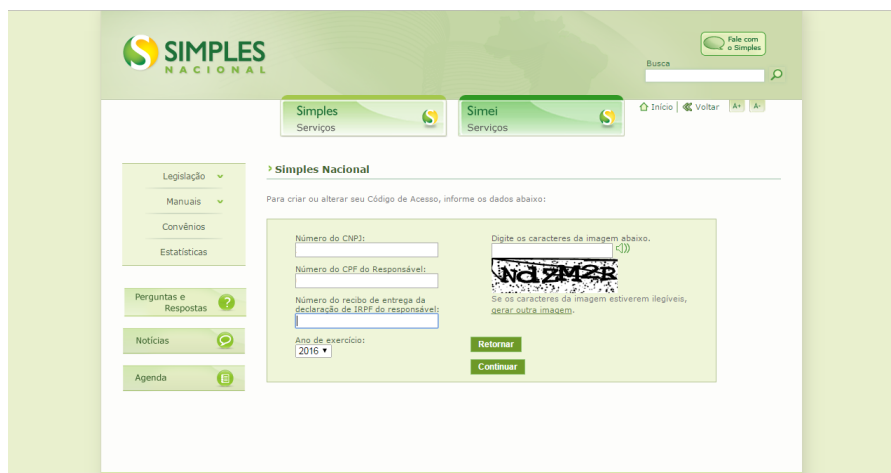 SIMPLES
NACIONAL
Fale com
o Simples
Busca
Simples
Serviços
Simei
Serviços
Início | Voltar A+ A-
Legislação
Manuais
Convênios
Estatísticas
Perguntas e
Respostas
Notícias
Agenda
Simples Nacional
Para criar ou alterar seu Código de Acesso, informe os dados abaixo:
Número do CNPJ:
Número do CPF do Responsável:
Número do recibo de entrega da
declaração de IRPF do responsável:
Ano de exercício:
2016
Digite os caracteres da imagem abaixo.
Se os caracteres da imagem estiverem ilegíveis,
gerar outra imagem.
Retornar
Continuar